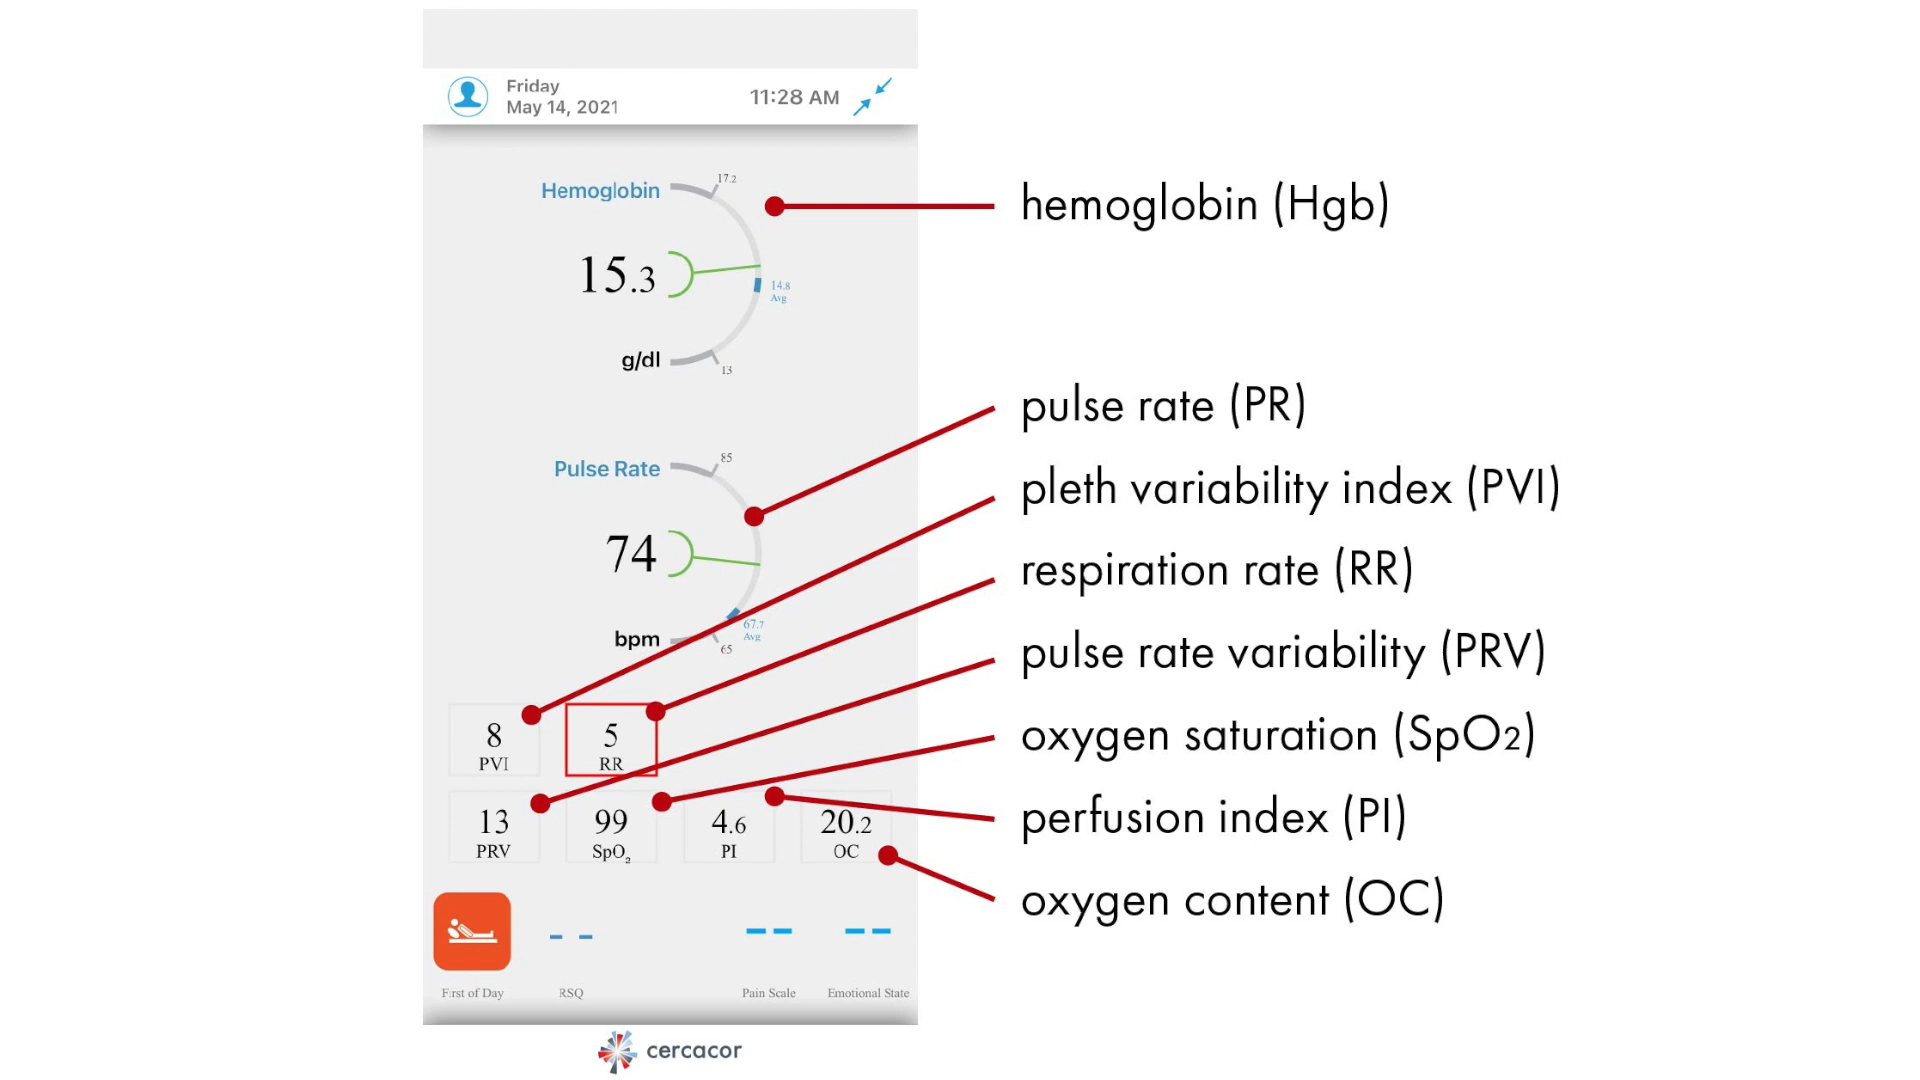 Friday
May 14, 2021
11:28 AM
Hemoglobin
17.2
15.3
14.8
Avg
g/dl
13
Pulse Rate
85
74
67.7
Avg
bpm
65
8
PVI
5
RR
13
PRV
99
SpO₂
4.6
PI
20.2
OC
-- 
--
--
First of Day
RSQ
Pain Scale
Emotional State
cercacor
hemoglobin (Hgb)
pulse rate (PR)
pleth variability index (PVI)
respiration rate (RR)
pulse rate variability (PRV)
oxygen saturation (SpO2)
perfusion index (PI)
oxygen content (OC)